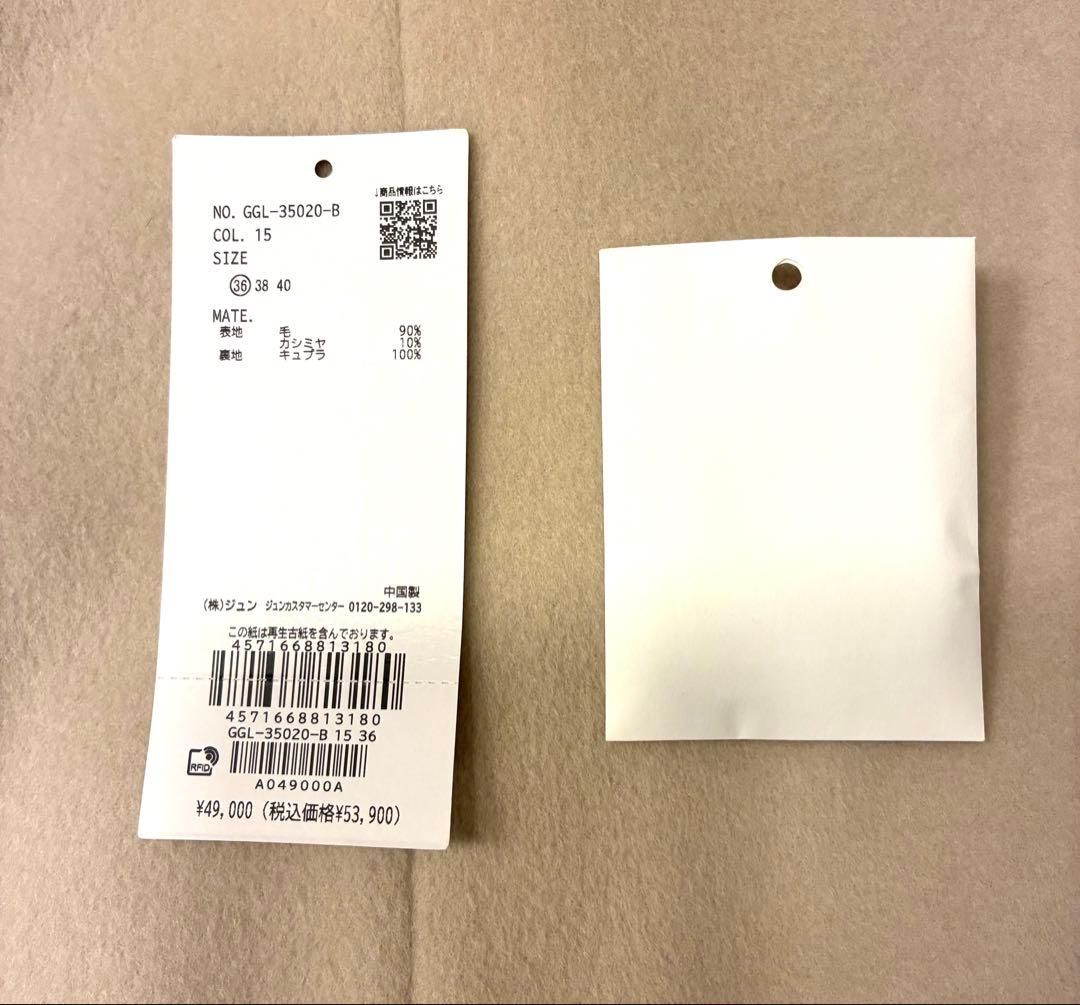 ↓商品情報はこちら
NO. GGL-35020-B
COL. 15
SIZE
36 38 40
MATE.
表地 毛 90%
カシミヤ 10%
裏地 キュプラ 100%
中国製
(株)ジュン ジュンカスタマーセンター 0120-298-133
この紙は再生古紙を含んでおります。
4571668813180
4571668813180
GGL-35020-B 15 36
RFID
A049000A
¥49,000 (税込価格¥53,900)